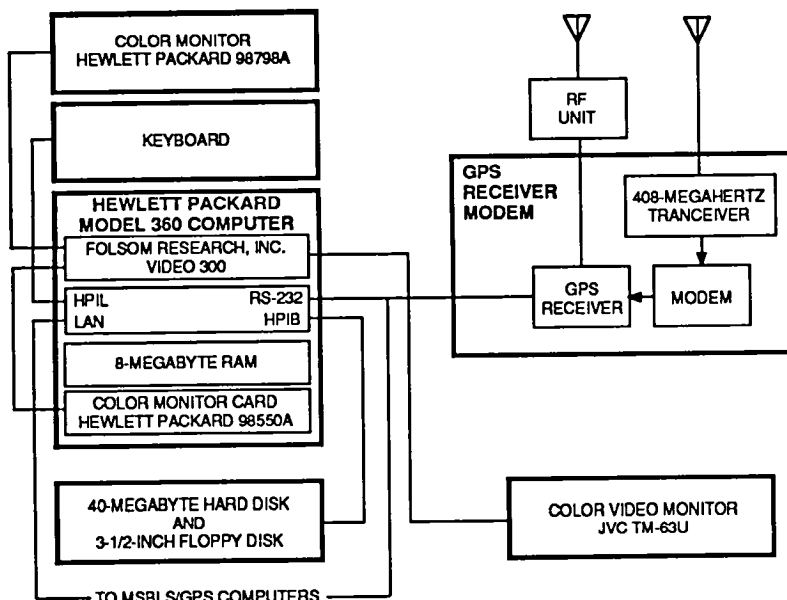 COLOR MONITOR
HEWLETT PACKARD 98798A
KEYBOARD
HEWLETT PACKARD
MODEL 360 COMPUTER
FOLSOM RESEARCH, INC.
VIDEO 300
HPIL RS-232
LAN HPIB
8-MEGABYTE RAM
COLOR MONITOR CARD
HEWLETT PACKARD 98550A
40-MEGABYTE HARD DISK
AND
3-1/2-INCH FLOPPY DISK
TO MSBLS/GPS COMPUTERS
RF
UNIT
GPS
RECEIVER
MODEM
408-MEGAHERTZ
TRANCEIVER
GPS
RECEIVER
MODEM
COLOR VIDEO MONITOR
JVC TM-63U